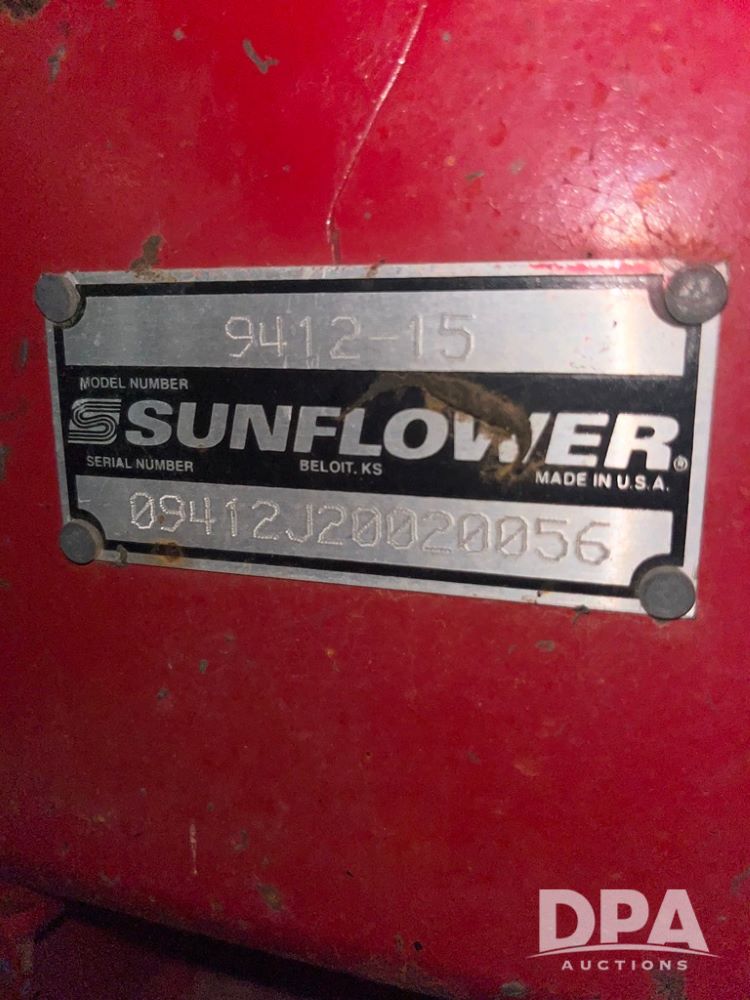 9412-15
MODEL NUMBER
SUNFLOWER®
SERIAL NUMBER
BELOIT, KS
MADE IN U.S.A.
09412J20020056
DPA
AUCTIONS